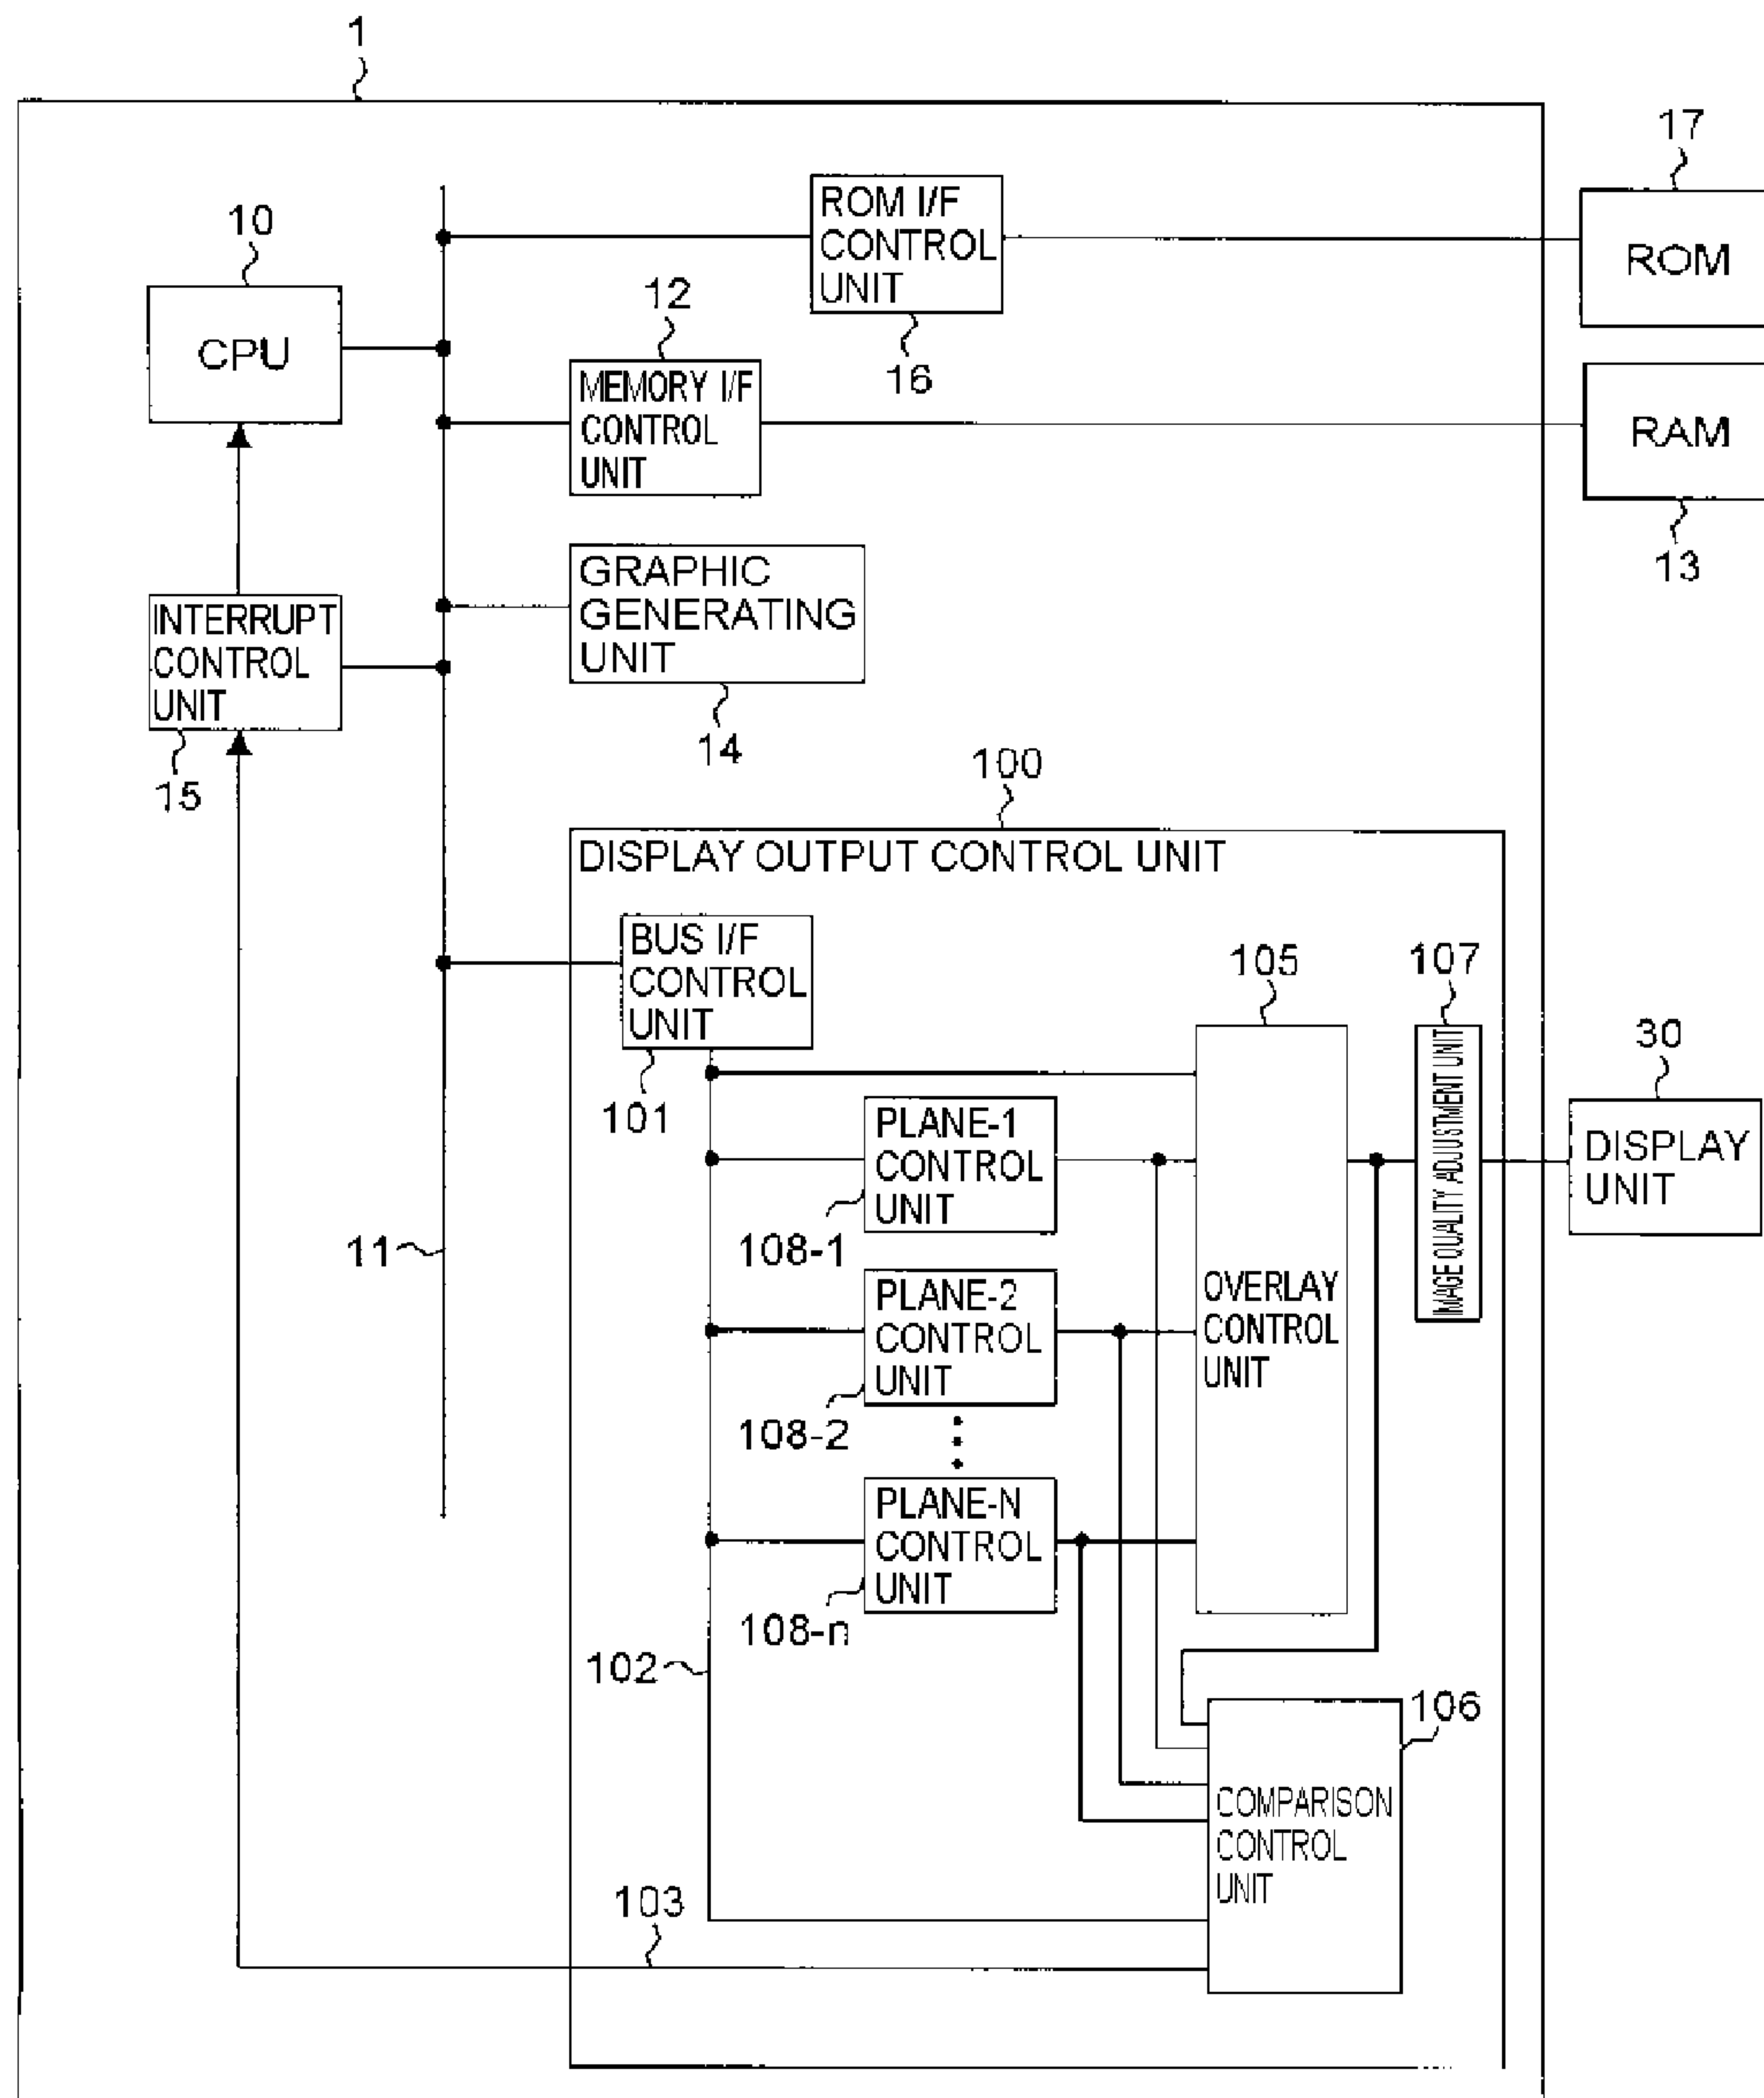 1
17
ROM I/F
CONTROL
UNIT
16
ROM
10
CPU
12
MEMORY I/F
CONTROL
UNIT
RAM
13
GRAPHIC
GENERATING
UNIT
14
INTERRUPT
CONTROL
UNIT
15
100
DISPLAY OUTPUT CONTROL UNIT
BUS I/F
CONTROL
UNIT
101
105
107
30
PLANE-1
CONTROL
UNIT
108-1
IMAGE QUALITY ADJUSTMENT UNIT
DISPLAY
UNIT
11
PLANE-2
CONTROL
UNIT
108-2
OVERLAY
CONTROL
UNIT
PLANE-N
CONTROL
UNIT
108-n
102
106
COMPARISON
CONTROL
UNIT
103